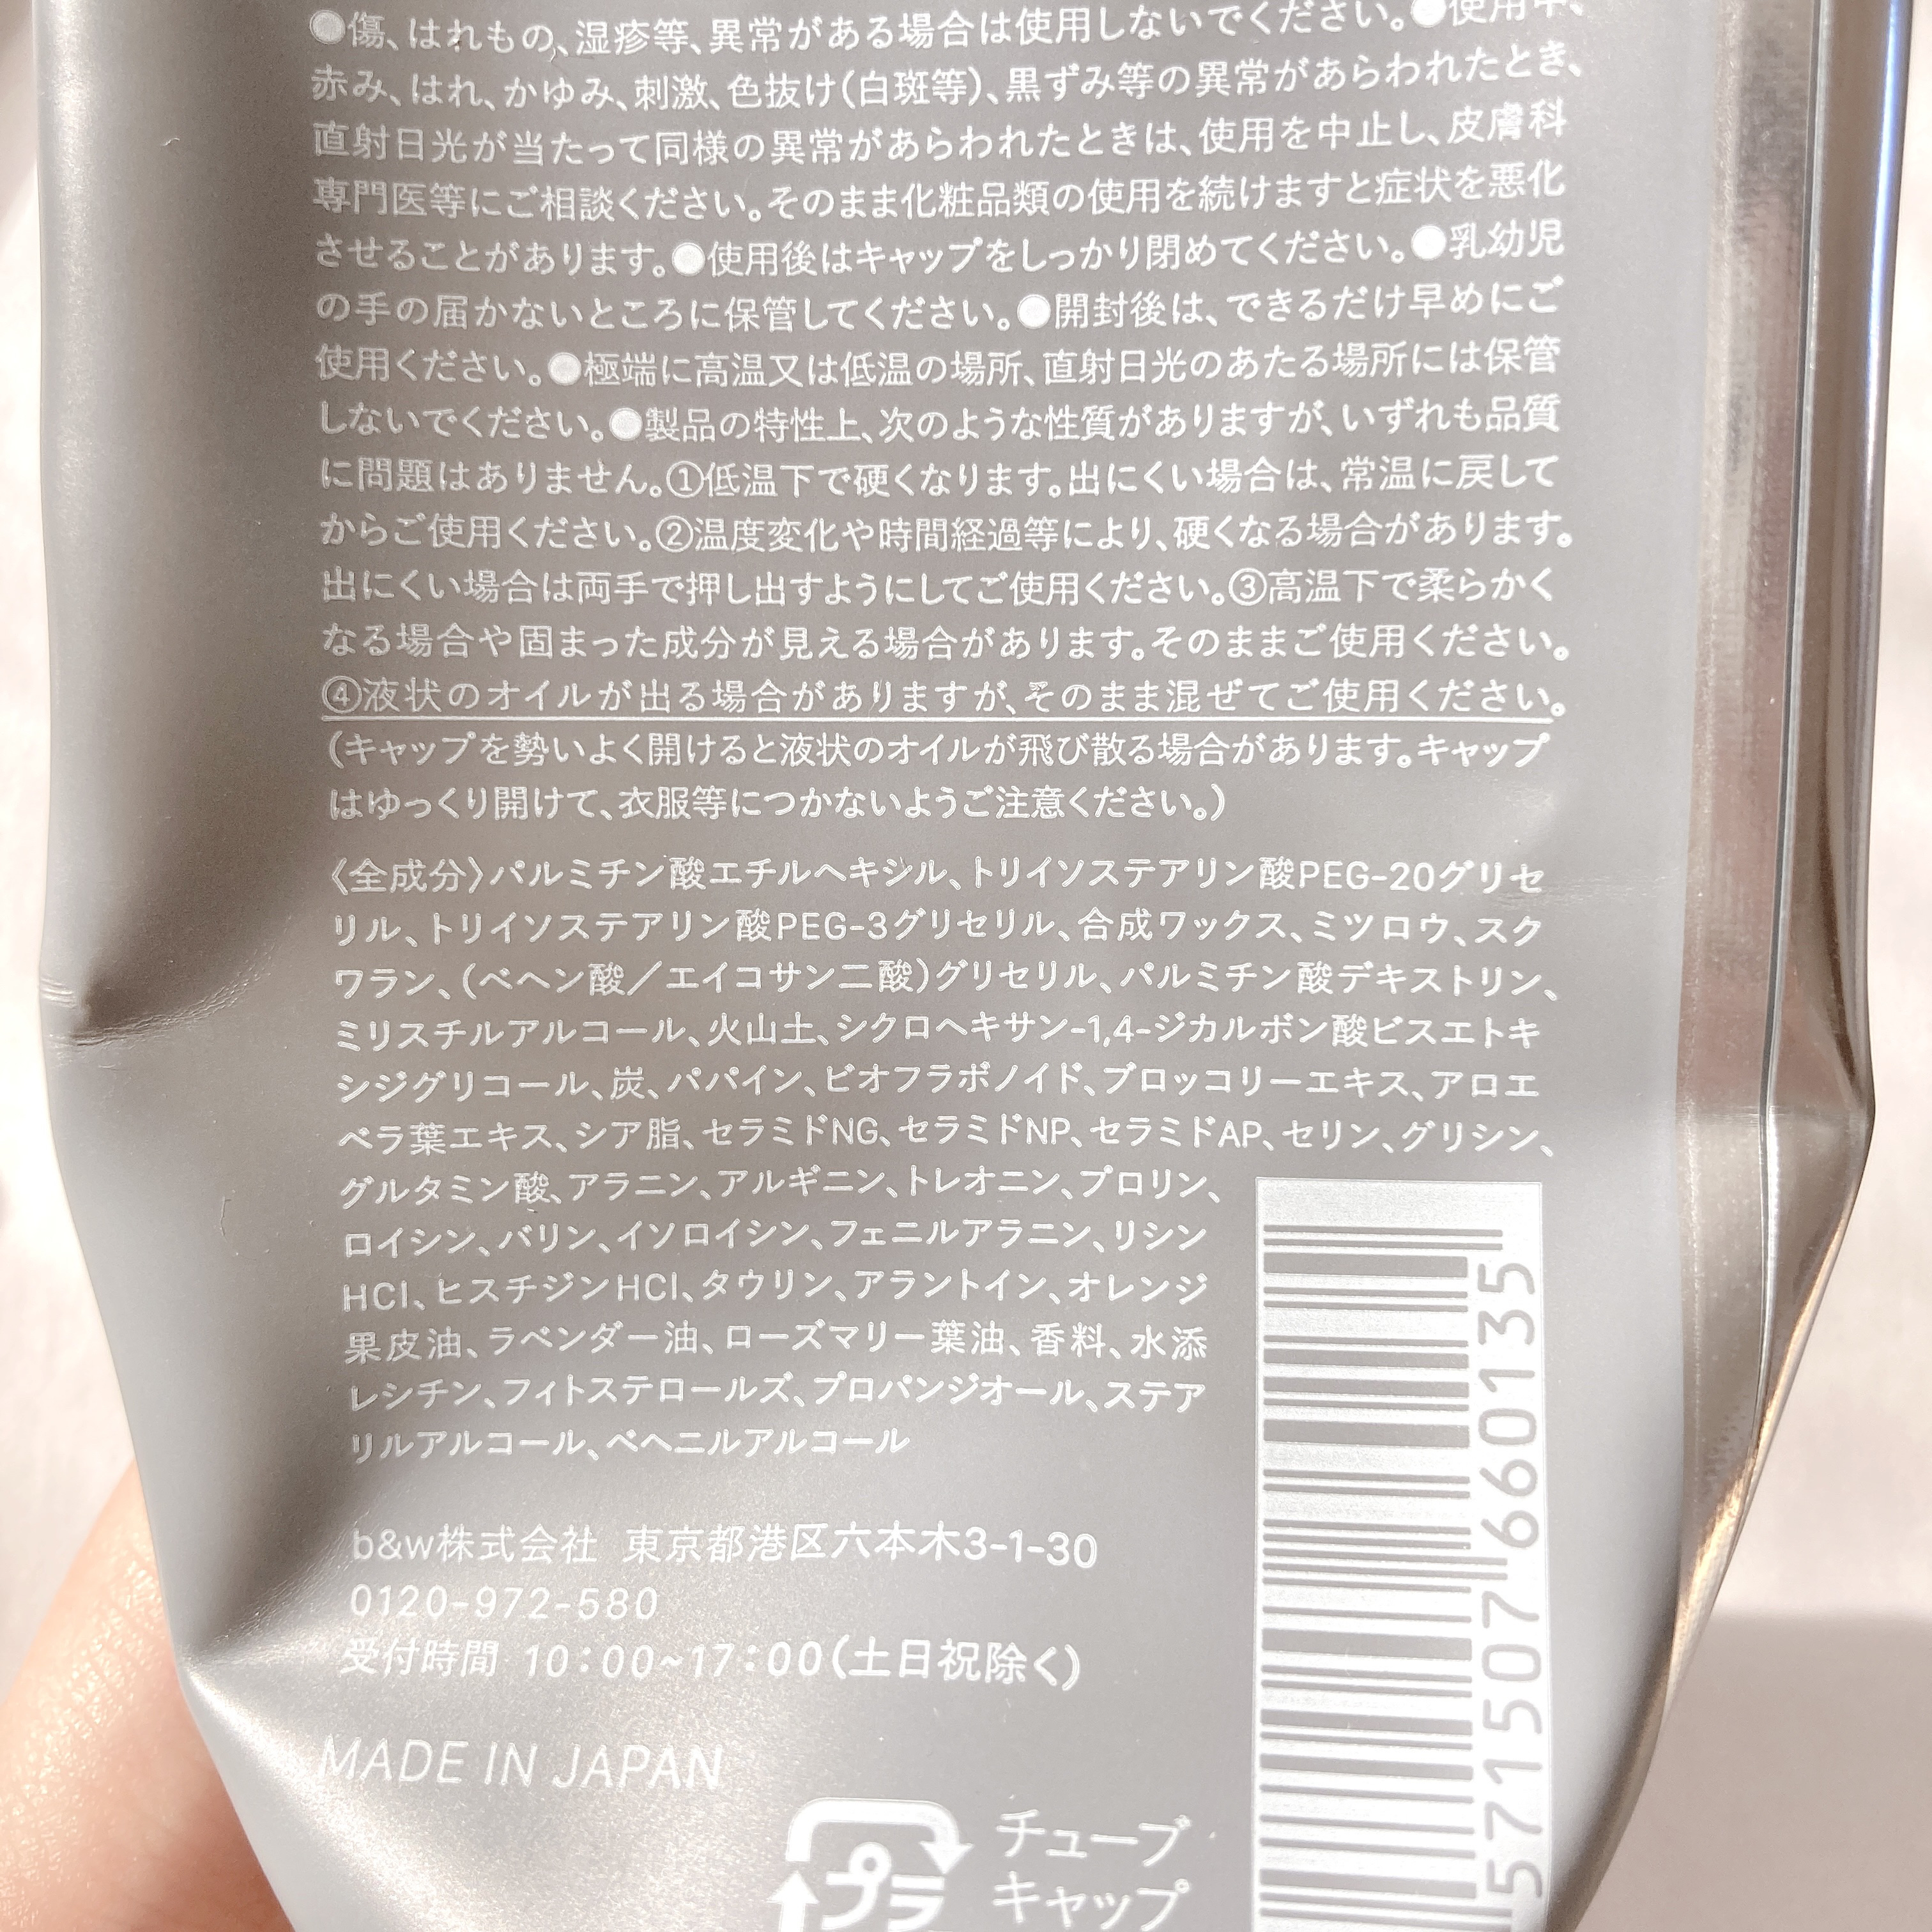 ●傷、はれもの、湿疹等、異常がある場合は使用しないでください。●使用中、
赤み、はれ、かゆみ、刺激、色抜け(白斑等)、黒ずみ等の異常があらわれたとき、
直射日光が当たって同様の異常があらわれたときは、使用を中止し、皮膚科
専門医等にご相談ください。そのまま化粧品類の使用を続けますと症状を悪化
させることがあります。●使用後はキャップをしっかり閉めてください。●乳幼児
の手の届かないところに保管してください。●開封後は、できるだけ早めにご
使用ください。●極端に高温又は低温の場所、直射日光のあたる場所には保管
しないでください。●製品の特性上、次のような性質がありますが、いずれも品質
に問題はありません。①低温下で硬くなります。出にくい場合は、常温に戻して
からご使用ください。②温度変化や時間経過等により、硬くなる場合があります。
出にくい場合は両手で押し出すようにしてご使用ください。③高温下で柔らかく
なる場合や固まった成分が見える場合があります。そのままご使用ください。
④液状のオイルが出る場合がありますが、そのまま混ぜてご使用ください。
(キャップを勢いよく開けると液状のオイルが飛び散る場合があります。キャップ
はゆっくり開けて、衣服等につかないようご注意ください。)
〈全成分〉パルミチン酸エチルヘキシル、トリイソステアリン酸PEG-20グリセ
リル、トリイソステアリン酸PEG-3グリセリル、合成ワックス、ミツロウ、スク
ワラン、(ベヘン酸/エイコサン二酸)グリセリル、パルミチン酸デキストリン、
ミリスチルアルコール、火山土、シクロヘキサン-1,4-ジカルボン酸ビスエトキ
シジグリコール、炭、パパイン、ビオフラボノイド、ブロッコリーエキス、アロエ
ベラ葉エキス、シア脂、セラミドNG、セラミドNP、セラミドAP、セリン、グリシン、
グルタミン酸、アラニン、アルギニン、トレオニン、プロリン、
ロイシン、バリン、イソロイシン、フェニルアラニン、リシン
HCl、ヒスチジンHCl、タウリン、アラントイン、オレンジ
果皮油、ラベンダー油、ローズマリー葉油、香料、水添
レシチン、フィトステロールズ、プロパンジオール、ステア
リルアルコール、ベヘニルアルコール
b&w株式会社 東京都港区六本木3-1-30
0120-972-580
受付時間 10:00~17:00(土日祝除く)
MADE IN JAPAN
プラ
チューブ
キャップ
571507 660135